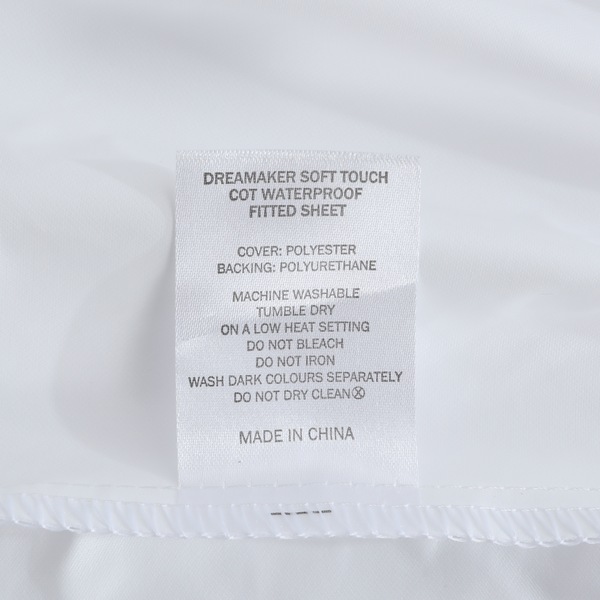 DREAMAKER SOFT TOUCH
COT WATERPROOF
FITTED SHEET
COVER: POLYESTER
BACKING: POLYURETHANE
MACHINE WASHABLE
TUMBLE DRY
ON A LOW HEAT SETTING
DO NOT BLEACH
DO NOT IRON
WASH DARK COLOURS SEPARATELY
DO NOT DRY CLEANⓍ
MADE IN CHINA